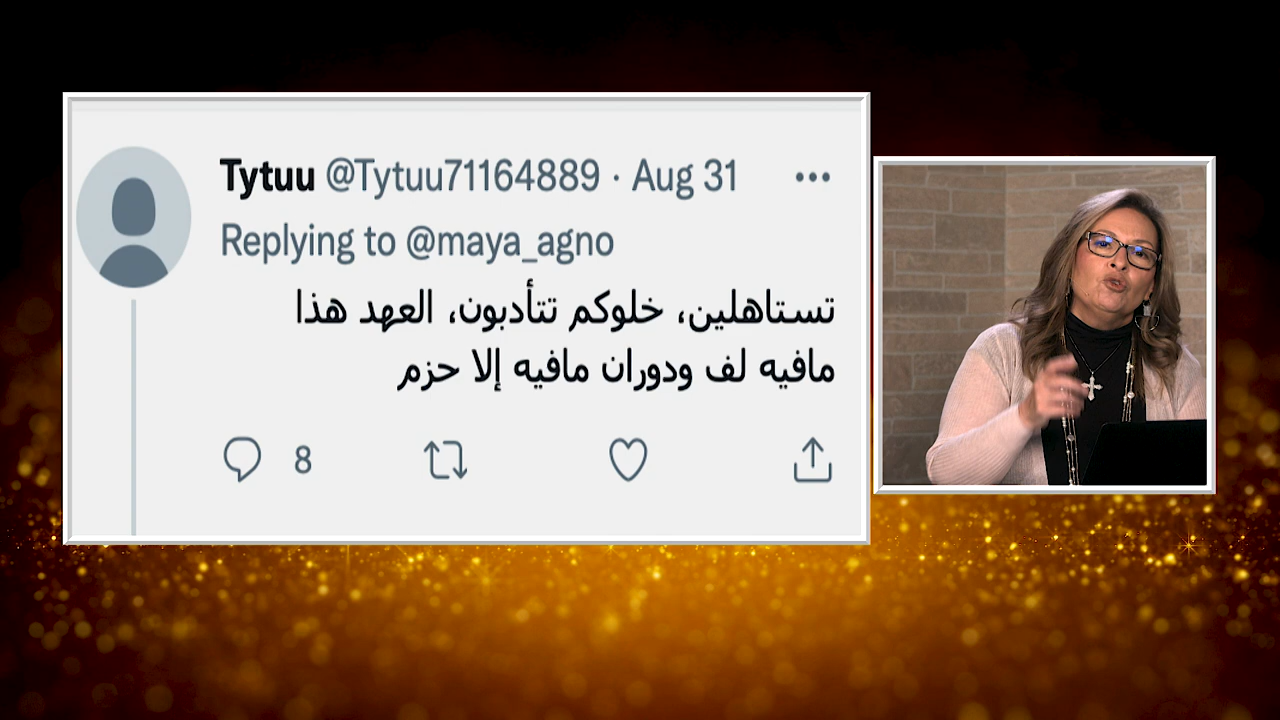 Tytuu @Tytuu71164889 · Aug 31
Replying to @maya_agno
تستاهلين، خلوكم تتأدبون، العهد هذا
مافيه لف ودوران مافيه إلا حزم
8